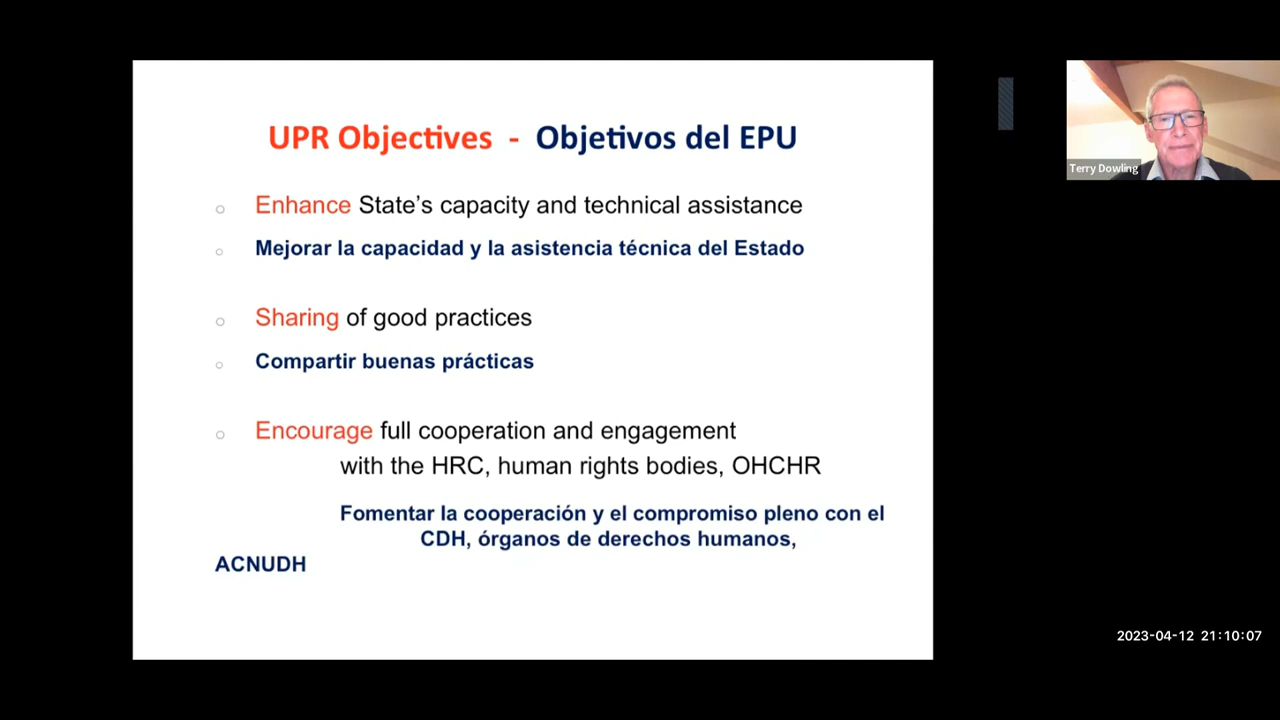 UPR Objectives - Objetivos del EPU
Enhance State’s capacity and technical assistance
Mejorar la capacidad y la asistencia técnica del Estado
Sharing of good practices
Compartir buenas prácticas
Encourage full cooperation and engagement
with the HRC, human rights bodies, OHCHR
Fomentar la cooperación y el compromiso pleno con el
CDH, órganos de derechos humanos,
ACNUDH
Terry Dowling
2023-04-12 21:10:07